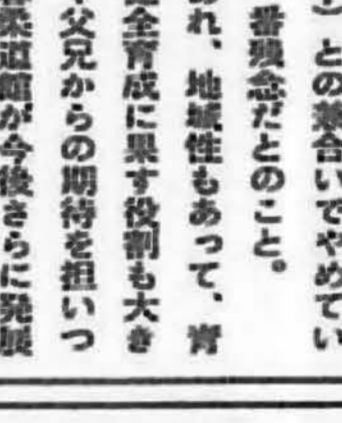 との兼合いでやめてい
番残念だとのこと。
れ、地域性もあって、青
全育成に果す役割も大き
父兄からの期待を担いつ
柔道館が今後さらに発展